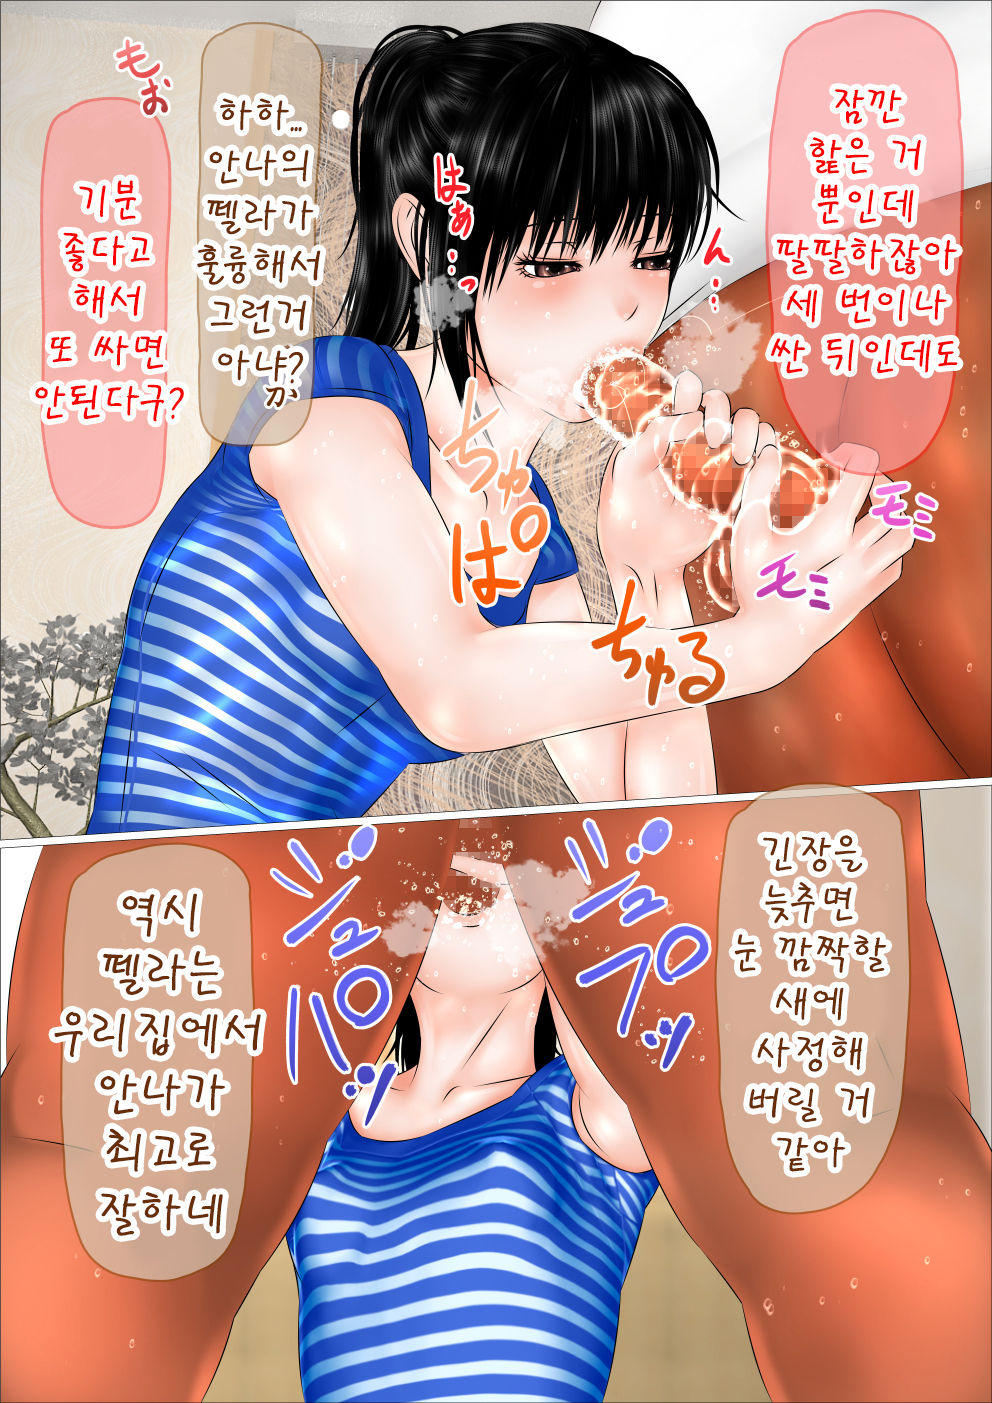 잠깐
핥은 거
뿐인데
팔팔하잖아
세 번이나
싼 뒤인데도
하하...
안나의
펠라가
훌륭해서
그런거
아냐?
か
もぉ
기분
좋다고
해서
또 싸면
안된다구?
はぁ…っ
ん…
ちゅ
ぱ
ちゅる
モミ
モミ
긴장을
늦추면
눈 깜짝할
새에
사정해
버릴 거
같아
ジュプッ
ジュパッ
역시
펠라는
우리집에서
안나가
최고로
잘하네